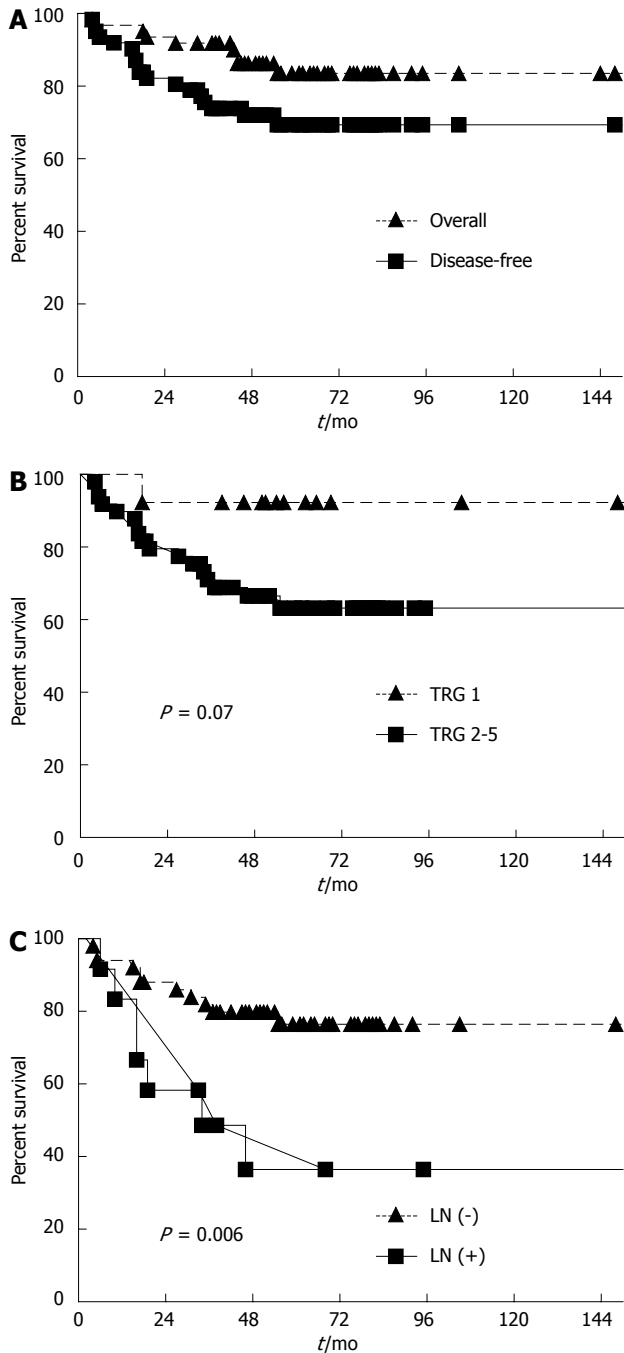 A
Percent survival
100
80
60
40
20
0
Overall
Disease-free
0 24 48 72 96 120 144
t/mo
B
Percent survival
100
80
60
40
20
0
P = 0.07
TRG 1
TRG 2-5
0 24 48 72 96 120 144
t/mo
C
Percent survival
100
80
60
40
20
0
P = 0.006
LN (-)
LN (+)
0 24 48 72 96 120 144
t/mo